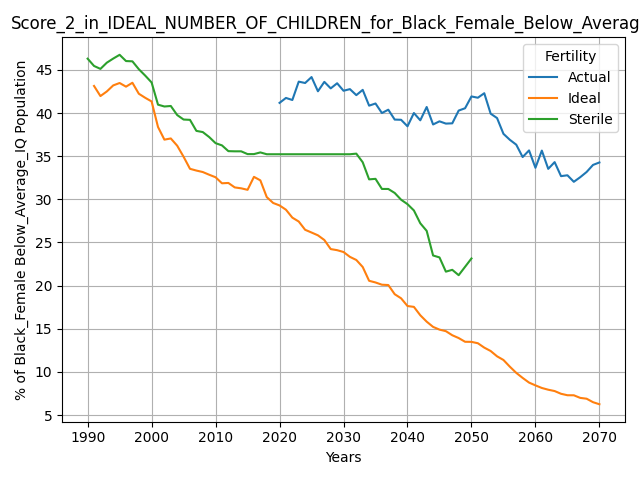 Score_2_in_IDEAL_NUMBER_OF_CHILDREN_for_Black_Female_Below_Averag
% of Black_Female Below_Average_IQ Population
45
40
35
30
25
20
15
10
5
Fertility
Actual
Ideal
Sterile
1990 2000 2010 2020 2030 2040 2050 2060 2070
Years